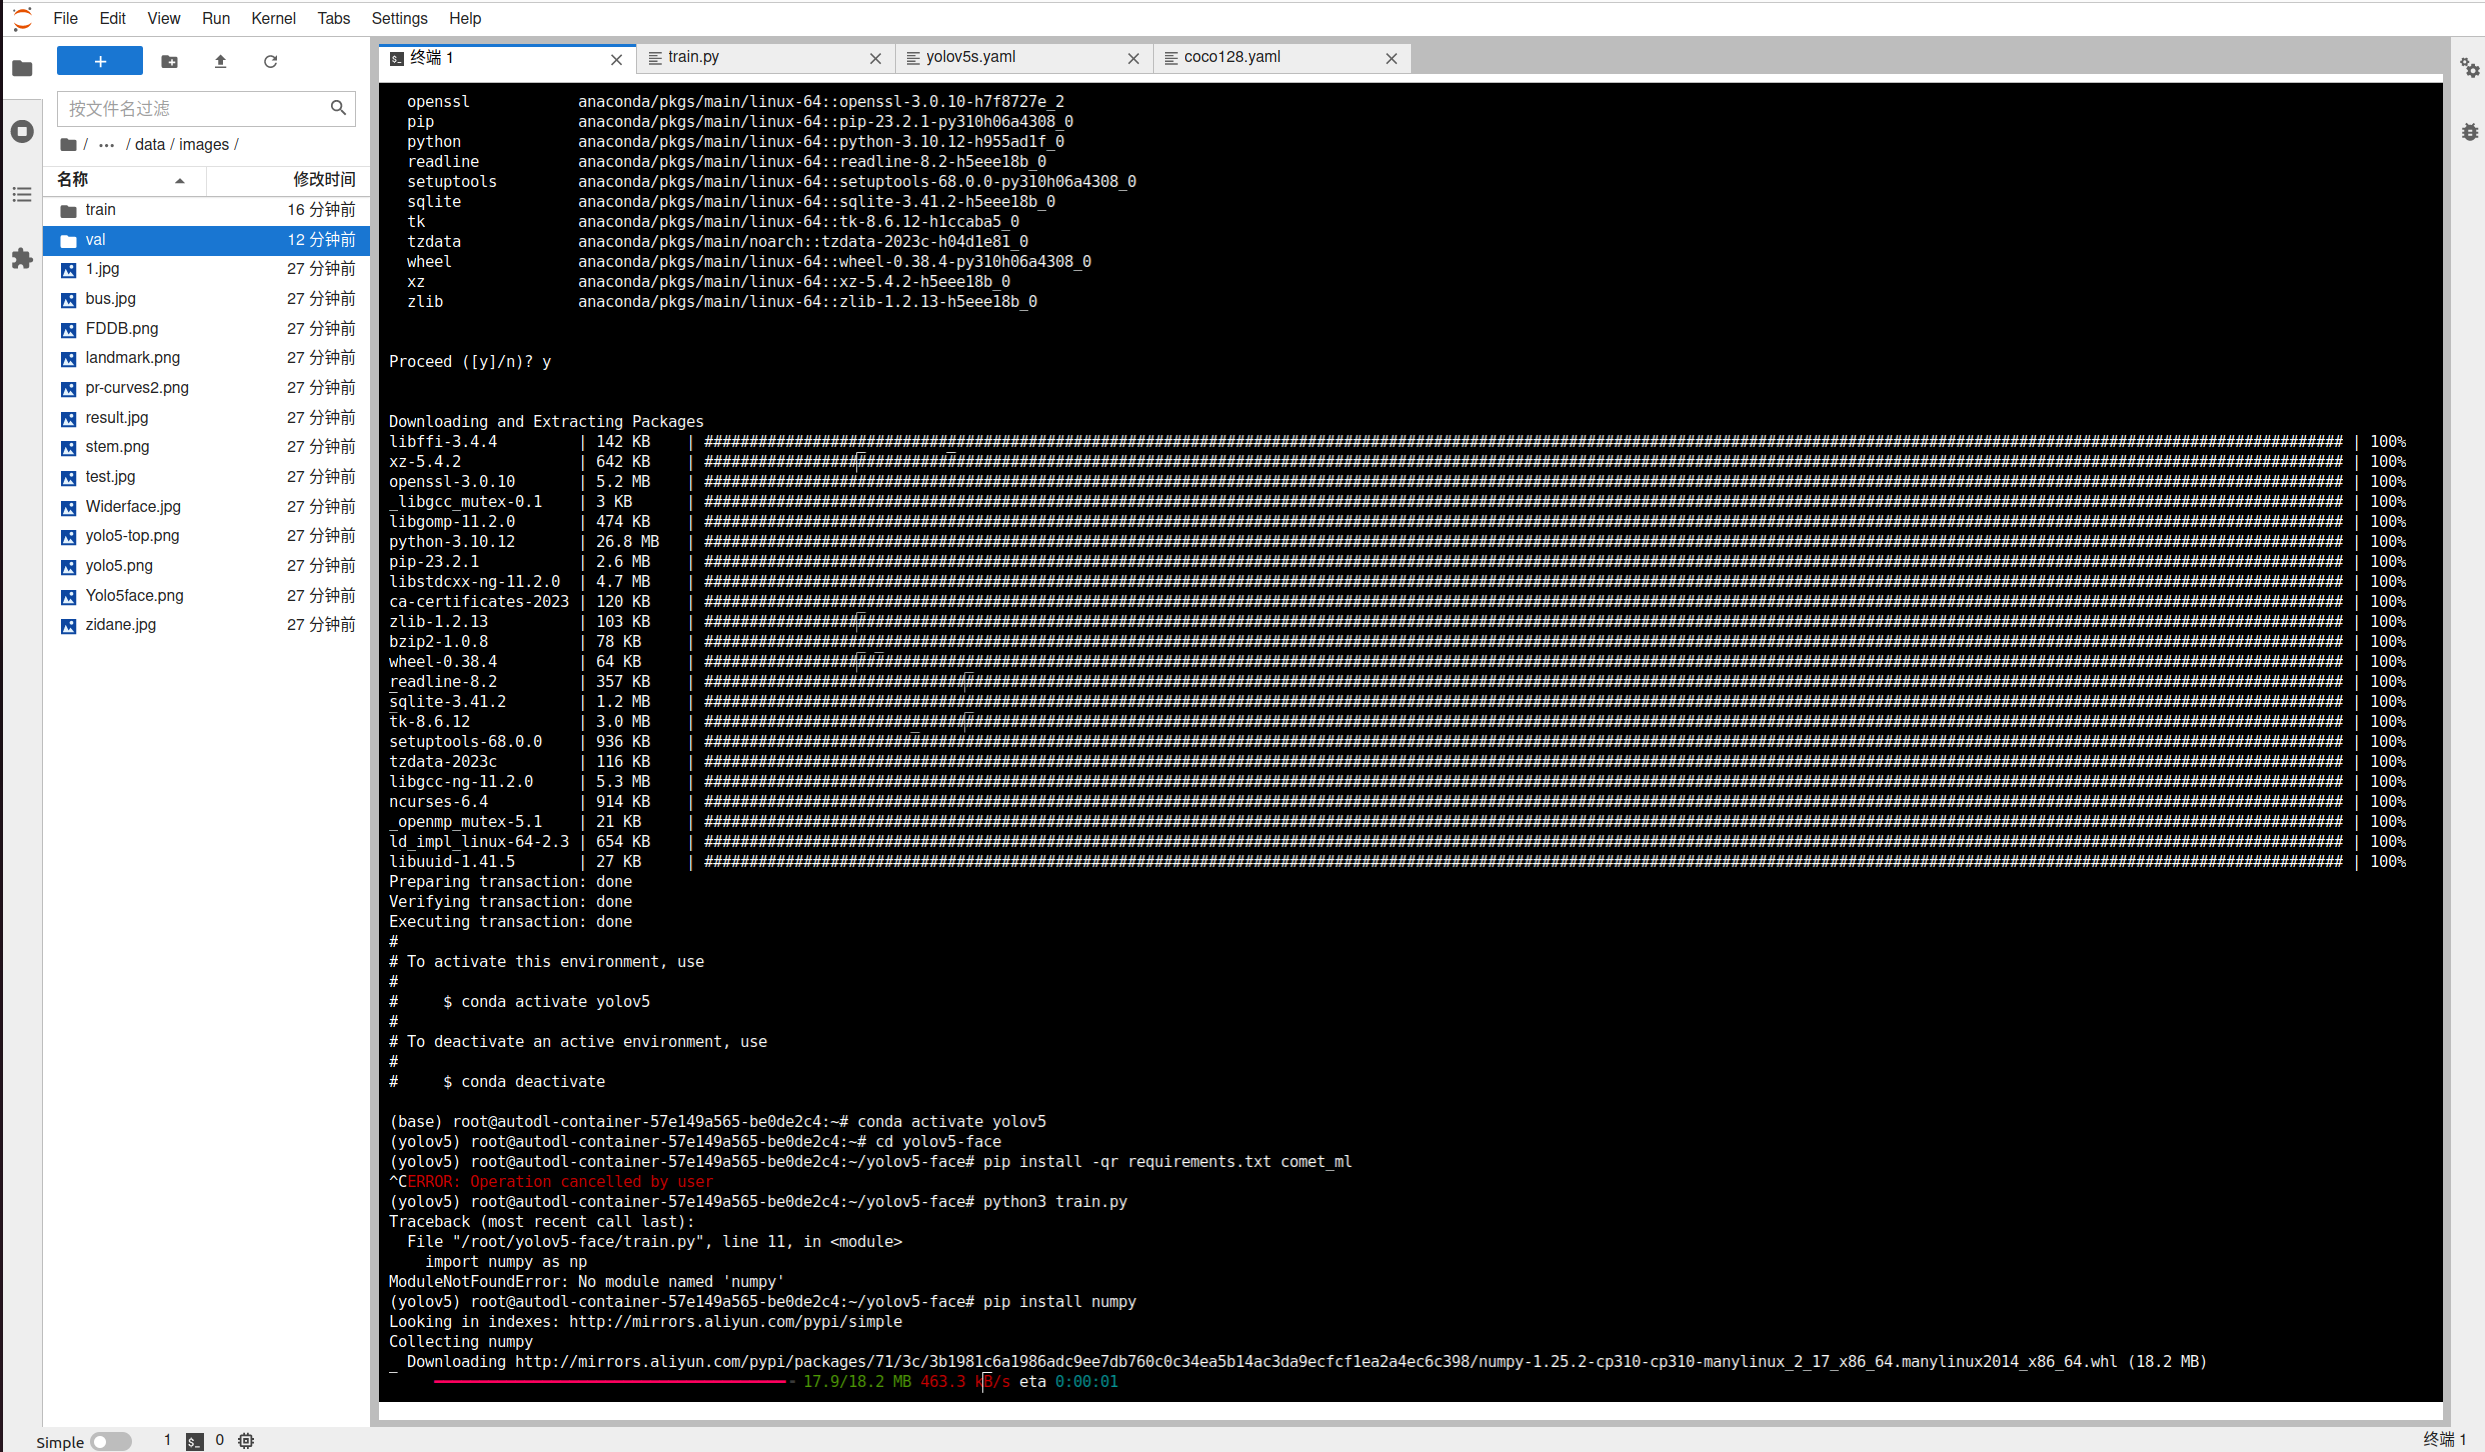 File Edit View Run Kernel Tabs Settings Help
+
按文件名过滤
/ ··· / data / images /
名称 修改时间
train 16 分钟前
val 12 分钟前
1.jpg 27 分钟前
bus.jpg 27 分钟前
FDDB.png 27 分钟前
landmark.png 27 分钟前
pr-curves2.png 27 分钟前
result.jpg 27 分钟前
stem.png 27 分钟前
test.jpg 27 分钟前
Widerface.jpg 27 分钟前
yolo5-top.png 27 分钟前
yolo5.png 27 分钟前
Yolo5face.png 27 分钟前
zidane.jpg 27 分钟前
终端 1 train.py yolov5s.yaml coco128.yaml
openssl anaconda/pkgs/main/linux-64::openssl-3.0.10-h7f8727e_2
pip anaconda/pkgs/main/linux-64::pip-23.2.1-py310h06a4308_0
python anaconda/pkgs/main/linux-64::python-3.10.12-h955ad1f_0
readline anaconda/pkgs/main/linux-64::readline-8.2-h5eee18b_0
setuptools anaconda/pkgs/main/linux-64::setuptools-68.0.0-py310h06a4308_0
sqlite anaconda/pkgs/main/linux-64::sqlite-3.41.2-h5eee18b_0
tk anaconda/pkgs/main/linux-64::tk-8.6.12-h1ccaba5_0
tzdata anaconda/pkgs/main/noarch::tzdata-2023c-h04d1e81_0
wheel anaconda/pkgs/main/linux-64::wheel-0.38.4-py310h06a4308_0
xz anaconda/pkgs/main/linux-64::xz-5.4.2-h5eee18b_0
zlib anaconda/pkgs/main/linux-64::zlib-1.2.13-h5eee18b_0
Proceed ([y]/n)? y
Downloading and Extracting Packages
libffi-3.4.4 | 142 KB | | 100%
xz-5.4.2 | 642 KB | | 100%
openssl-3.0.10 | 5.2 MB | | 100%
_libgcc_mutex-0.1 | 3 KB | | 100%
libgomp-11.2.0 | 474 KB | | 100%
python-3.10.12 | 26.8 MB | | 100%
pip-23.2.1 | 2.6 MB | | 100%
libstdcxx-ng-11.2.0 | 4.7 MB | | 100%
ca-certificates-2023 | 120 KB | | 100%
zlib-1.2.13 | 103 KB | | 100%
bzip2-1.0.8 | 78 KB | | 100%
wheel-0.38.4 | 64 KB | | 100%
readline-8.2 | 357 KB | | 100%
sqlite-3.41.2 | 1.2 MB | | 100%
tk-8.6.12 | 3.0 MB | | 100%
setuptools-68.0.0 | 936 KB | | 100%
tzdata-2023c | 116 KB | | 100%
libgcc-ng-11.2.0 | 5.3 MB | | 100%
ncurses-6.4 | 914 KB | | 100%
_openmp_mutex-5.1 | 21 KB | | 100%
ld_impl_linux-64-2.3 | 654 KB | | 100%
libuuid-1.41.5 | 27 KB | | 100%
Preparing transaction: done
Verifying transaction: done
Executing transaction: done
#
# To activate this environment, use
#
# $ conda activate yolov5
#
# To deactivate an active environment, use
#
# $ conda deactivate
(base) root@autodl-container-57e149a565-be0de2c4:~# conda activate yolov5
(yolov5) root@autodl-container-57e149a565-be0de2c4:~# cd yolov5-face
(yolov5) root@autodl-container-57e149a565-be0de2c4:~/yolov5-face# pip install -qr requirements.txt comet_ml
^CERROR: Operation cancelled by user
(yolov5) root@autodl-container-57e149a565-be0de2c4:~/yolov5-face# python3 train.py
Traceback (most recent call last):
File "/root/yolov5-face/train.py", line 11, in <module>
import numpy as np
ModuleNotFoundError: No module named 'numpy'
(yolov5) root@autodl-container-57e149a565-be0de2c4:~/yolov5-face# pip install numpy
Looking in indexes: http://mirrors.aliyun.com/pypi/simple
Collecting numpy
Downloading http://mirrors.aliyun.com/pypi/packages/71/3c/3b1981c6a1986adc9ee7db760c0c34ea5b14ac3da9ecfcf1ea2a4ec6c398/numpy-1.25.2-cp310-cp310-manylinux_2_17_x86_64.manylinux2014_x86_64.whl (18.2 MB)
17.9/18.2 MB 463.3 kB/s eta 0:00:01
Simple 1 0 终端 1